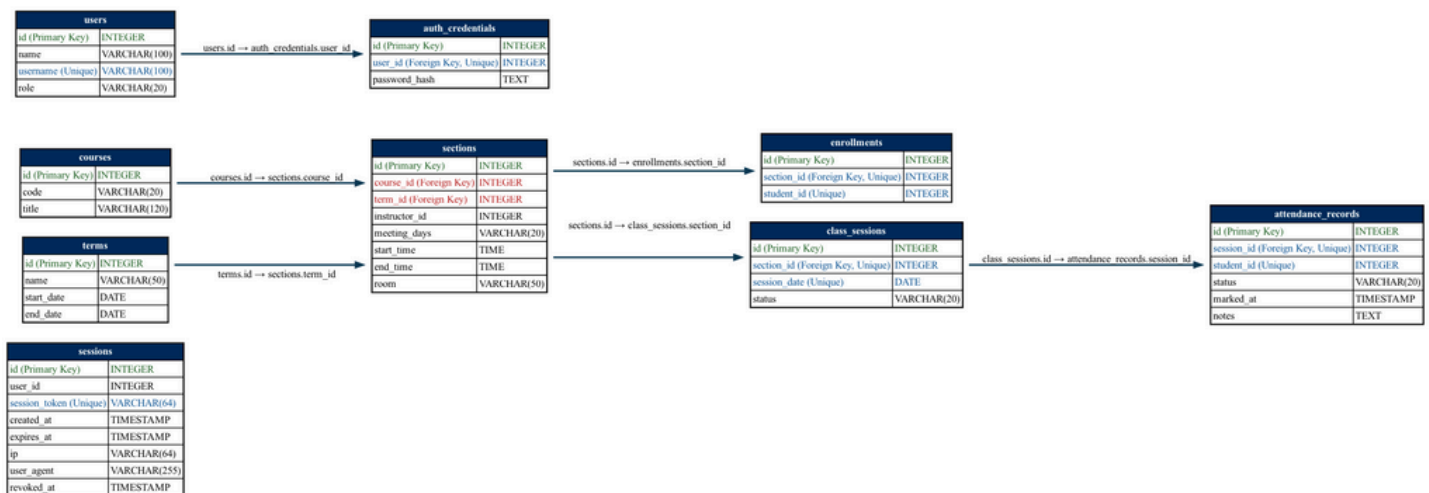 users
id (Primary Key) INTEGER
name VARCHAR(100)
username (Unique) VARCHAR(100)
role VARCHAR(20)
users.id → auth_credentials.user_id
auth_credentials
id (Primary Key) INTEGER
user_id (Foreign Key, Unique) INTEGER
password_hash TEXT
courses
id (Primary Key) INTEGER
code VARCHAR(20)
title VARCHAR(120)
courses.id → sections.course_id
terms
id (Primary Key) INTEGER
name VARCHAR(50)
start_date DATE
end_date DATE
terms.id → sections.term_id
sections
id (Primary Key) INTEGER
course_id (Foreign Key) INTEGER
term_id (Foreign Key) INTEGER
instructor_id INTEGER
meeting_days VARCHAR(20)
start_time TIME
end_time TIME
room VARCHAR(50)
sections.id → enrollments.section_id
enrollments
id (Primary Key) INTEGER
section_id (Foreign Key, Unique) INTEGER
student_id (Unique) INTEGER
sections.id → class_sessions.section_id
class_sessions
id (Primary Key) INTEGER
section_id (Foreign Key, Unique) INTEGER
session_date (Unique) DATE
status VARCHAR(20)
class_sessions.id → attendance_records.session_id
attendance_records
id (Primary Key) INTEGER
session_id (Foreign Key, Unique) INTEGER
student_id (Unique) INTEGER
status VARCHAR(20)
marked_at TIMESTAMP
notes TEXT
sessions
id (Primary Key) INTEGER
user_id INTEGER
session_token (Unique) VARCHAR(64)
created_at TIMESTAMP
expires_at TIMESTAMP
ip VARCHAR(64)
user_agent VARCHAR(255)
revoked_at TIMESTAMP